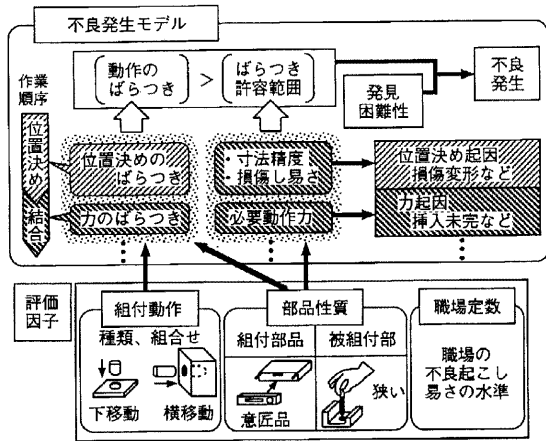 不良発生モデル
作業
順序
動作の
ばらつき
>
ばらつき
許容範囲
発見
困難性
不良
発生
位置決め
位置決めの
ばらつき
・寸法精度
・損傷し易さ
位置決め起因
損傷変形など
結合
力のばらつき
必要動作力
力起因
挿入未完など
評価
因子
組付動作
種類、組合せ
下移動
横移動
部品性質
組付部品
被組付部
意匠品
狭い
職場定数
職場の
不良起こし
易さの水準